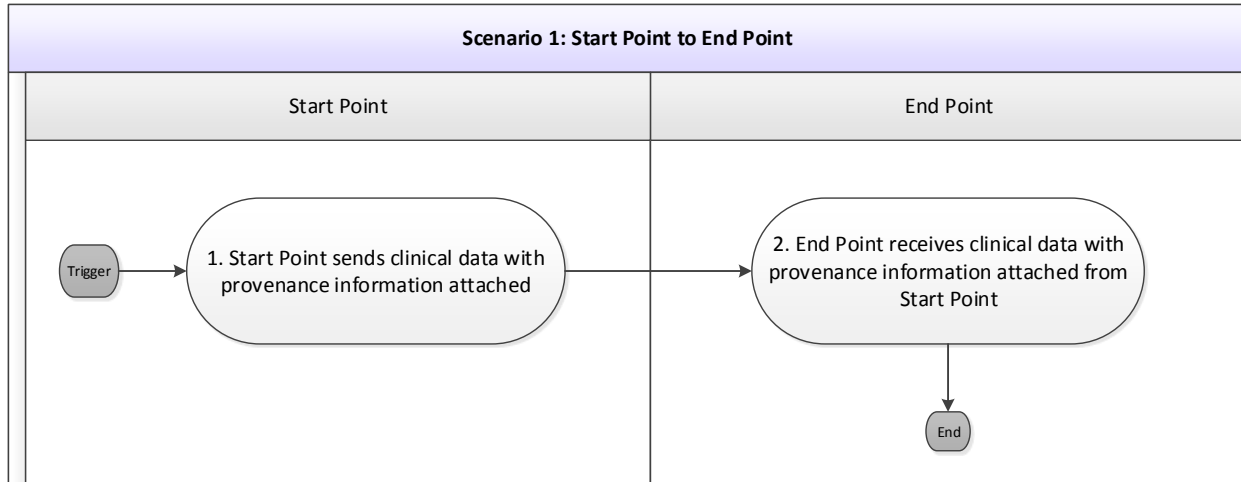 Scenario 1: Start Point to End Point
Start Point
End Point
Trigger
1. Start Point sends clinical data with
provenance information attached
2. End Point receives clinical data with
provenance information attached from
Start Point
End